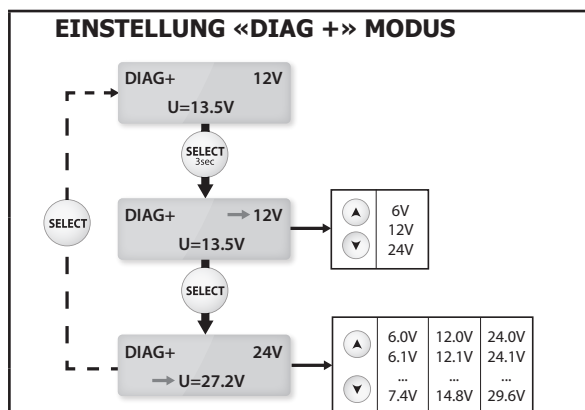 EINSTELLUNG «DIAG +» MODUS
DIAG+ 12V
U=13.5V
SELECT
3sec
SELECT
DIAG+ 12V
U=13.5V
6V
12V
24V
SELECT
DIAG+ 24V
U=27.2V
6.0V 12.0V 24.0V
6.1V 12.1V 24.1V
... ... ...
7.4V 14.8V 29.6V